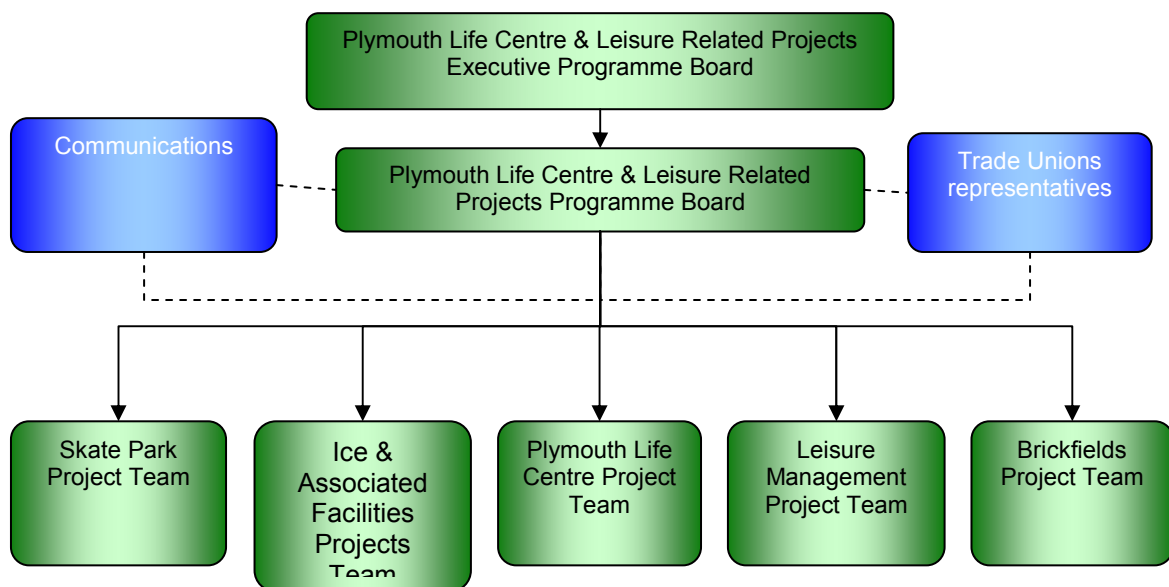 Plymouth Life Centre & Leisure Related Projects
Executive Programme Board
Communications
Plymouth Life Centre & Leisure Related
Projects Programme Board
Trade Unions
representatives
Skate Park
Project Team
Ice &
Associated
Facilities
Projects
Team
Plymouth Life
Centre Project
Team
Leisure
Management
Project Team
Brickfields
Project Team